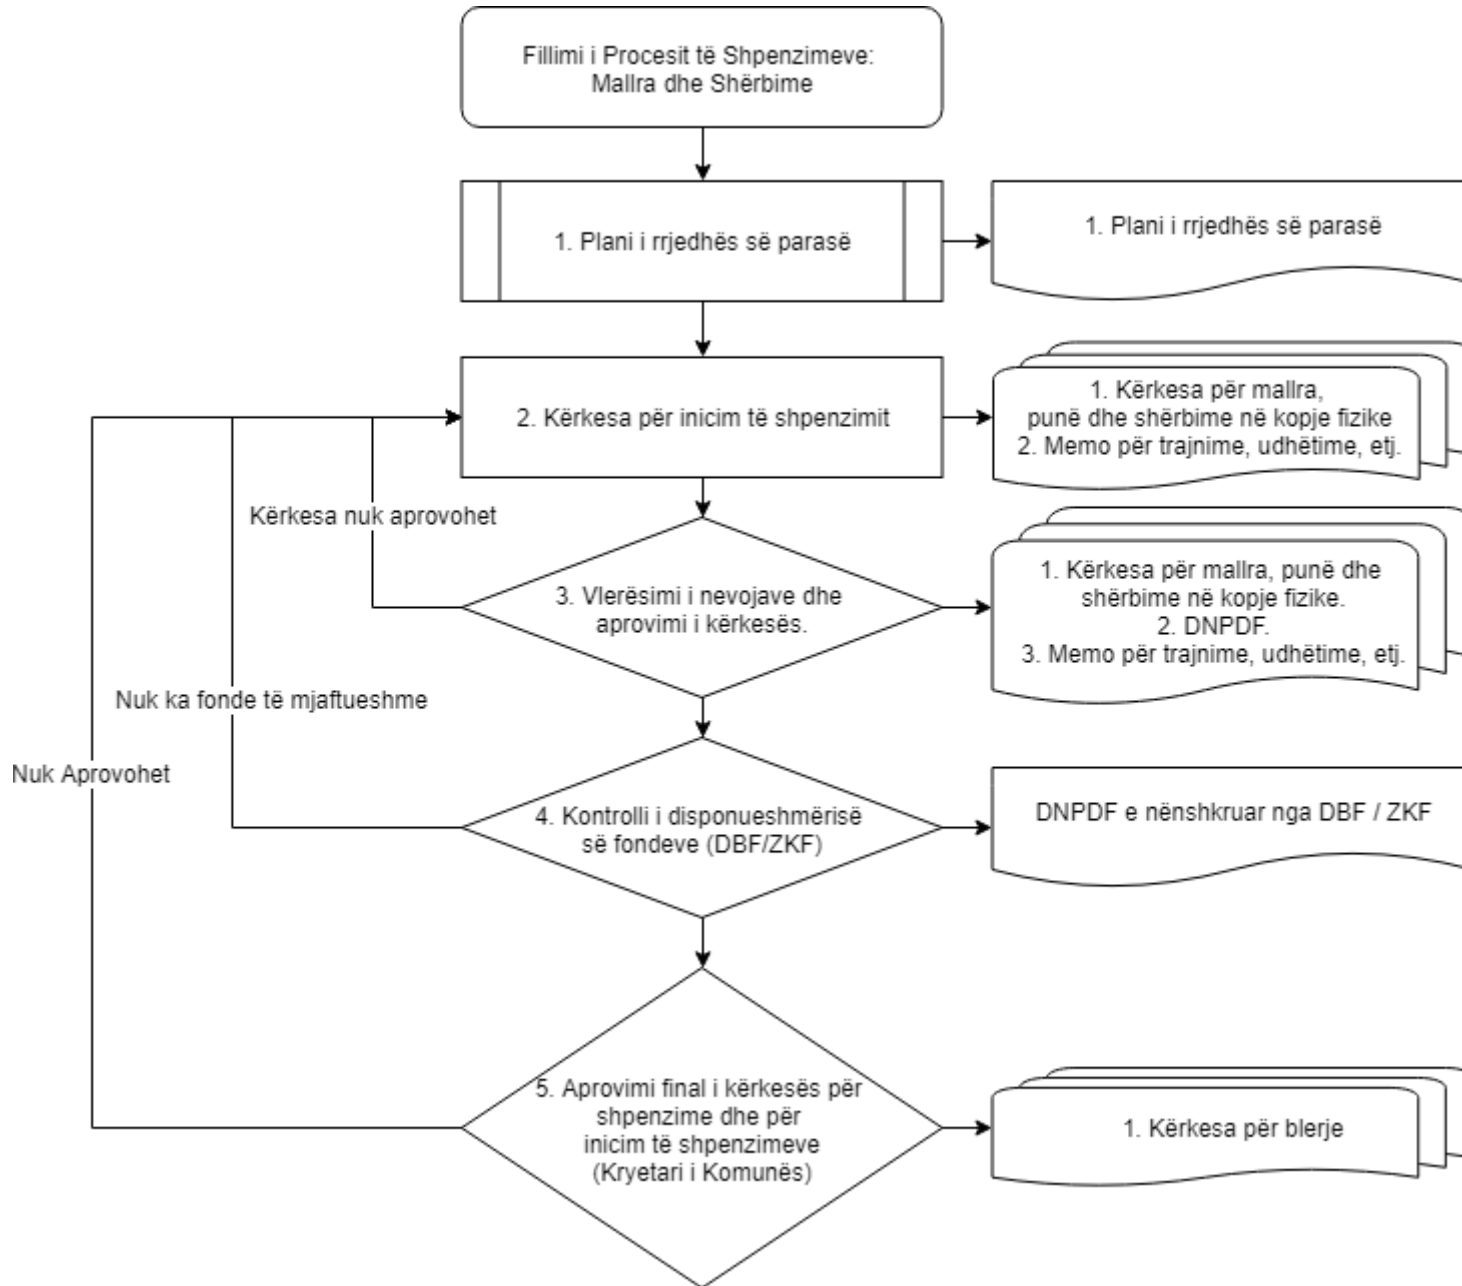 Fillimi i Procesit të Shpenzimeve:
Mallra dhe Shërbime
1. Plani i rrjedhës së parasë
1. Plani i rrjedhës së parasë
2. Kërkesa për inicim të shpenzimit
1. Kërkesa për mallra,
punë dhe shërbime në kopje fizike
2. Memo për trajnime, udhëtime, etj.
Kërkesa nuk aprovohet
3. Vlerësimi i nevojave dhe
aprovimi i kërkesës.
1. Kërkesa për mallra, punë dhe
shërbime në kopje fizike.
2. DNPDF.
3. Memo për trajnime, udhëtime, etj.
Nuk ka fonde të mjaftueshme
Nuk Aprovohet
4. Kontrolli i disponueshmërisë
së fondeve (DBF/ZKF)
DNPDF e nënshkruar nga DBF / ZKF
5. Aprovimi final i kërkesës për
shpenzime dhe për
inicim të shpenzimeve
(Kryetari i Komunës)
1. Kërkesa për blerje